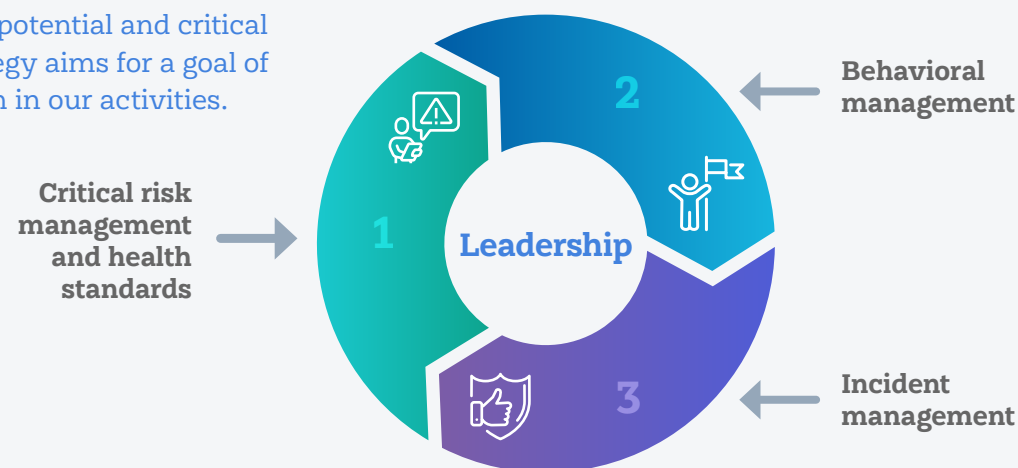 potential and critical
egy aims for a goal of
in our activities.
Critical risk
management
and health
standards
1
Leadership
2
Behavioral
management
3
Incident
management